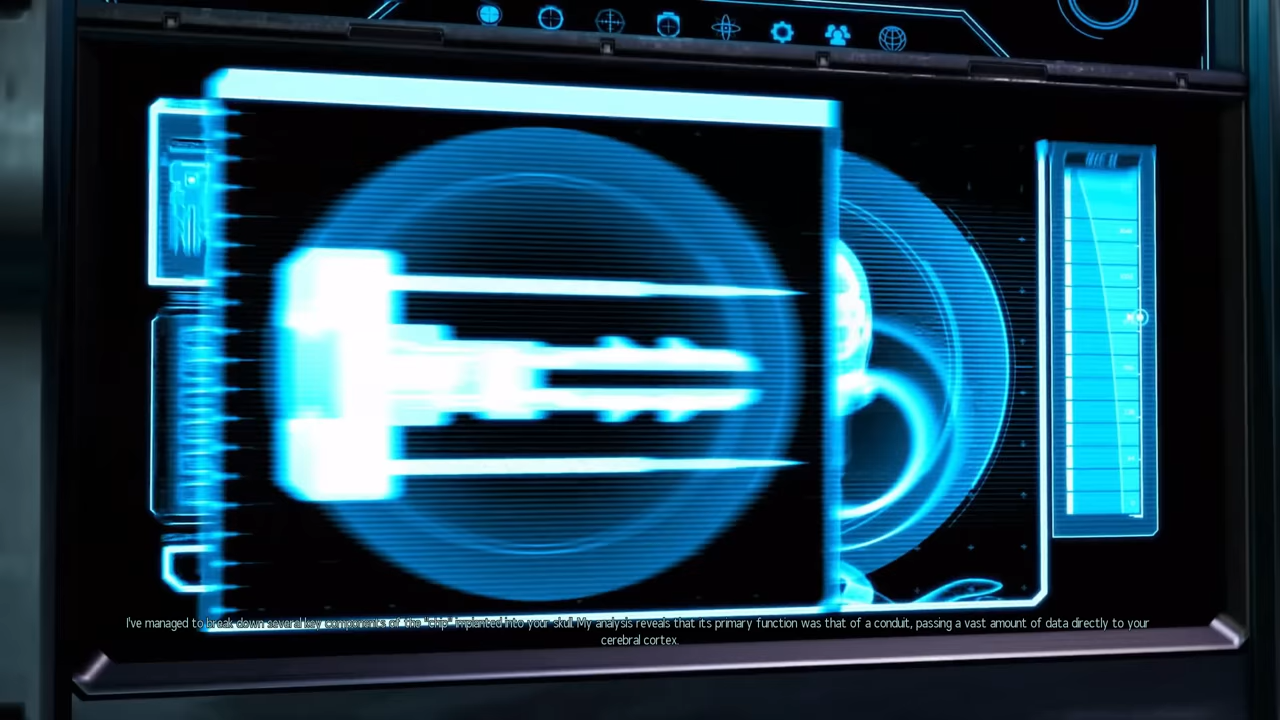 I've managed to break down several key components of the "chip" implanted into your skull. My analysis reveals that its primary function was that of a conduit, passing a vast amount of data directly to your
cerebral cortex.